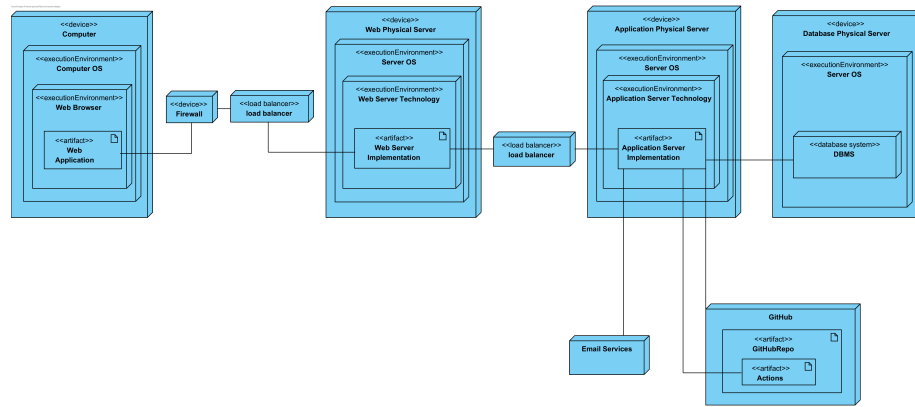 <<device>>
Computer
<<executionEnvironment>>
Computer OS
<<executionEnvironment>>
Web Browser
<<artifact>>
Web
Application
<<device>>
Firewall
<<load balancer>>
load balancer
<<device>>
Web Physical Server
<<executionEnvironment>>
Server OS
<<executionEnvironment>>
Web Server Technology
<<artifact>>
Web Server
Implementation
<<load balancer>>
load balancer
<<device>>
Application Physical Server
<<executionEnvironment>>
Server OS
<<executionEnvironment>>
Application Server Technology
<<artifact>>
Application Server
Implementation
<<device>>
Database Physical Server
<<executionEnvironment>>
Server OS
<<database system>>
DBMS
Email Services
GitHub
<<artifact>>
GitHubRepo
<<artifact>>
Actions